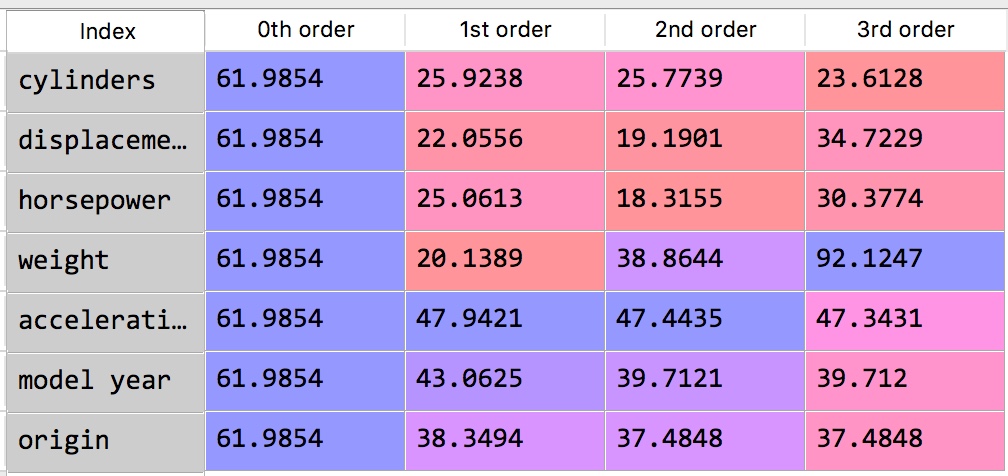 Index 0th order 1st order 2nd order 3rd order
cylinders 61.9854 25.9238 25.7739 23.6128
displaceme… 61.9854 22.0556 19.1901 34.7229
horsepower 61.9854 25.0613 18.3155 30.3774
weight 61.9854 20.1389 38.8644 92.1247
accelerati… 61.9854 47.9421 47.4435 47.3431
model year 61.9854 43.0625 39.7121 39.712
origin 61.9854 38.3494 37.4848 37.4848